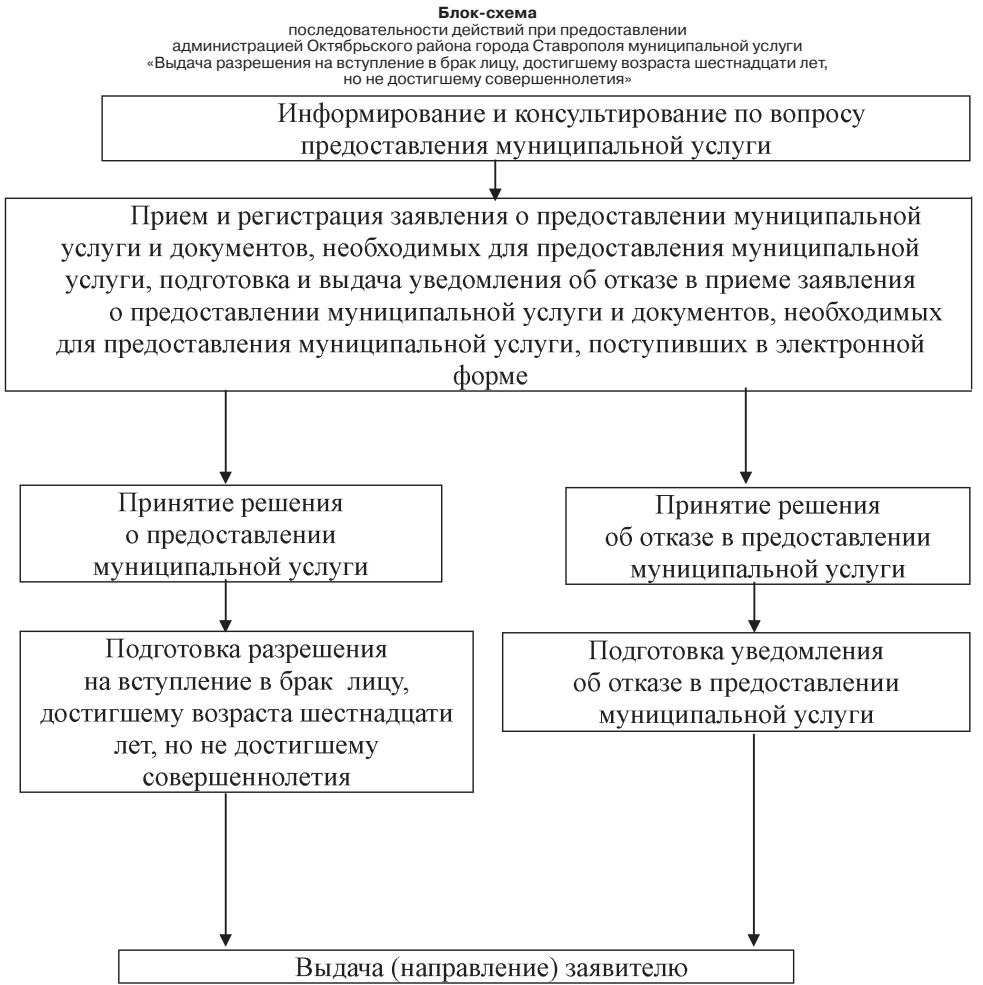 Блок-схема
последовательности действий при предоставлении
администрацией Октябрьского района города Ставрополя муниципальной услуги
«Выдача разрешения на вступление в брак лицу, достигшему возраста шестнадцати лет,
но не достигшему совершеннолетия»
Информирование и консультирование по вопросу
предоставления муниципальной услуги
Прием и регистрация заявления о предоставлении муниципальной
услуги и документов, необходимых для предоставления муниципальной
услуги, подготовка и выдача уведомления об отказе в приеме заявления
о предоставлении муниципальной услуги и документов, необходимых
для предоставления муниципальной услуги, поступивших в электронной
форме
Принятие решения
о предоставлении
муниципальной услуги
Принятие решения
об отказе в предоставлении
муниципальной услуги
Подготовка разрешения
на вступление в брак лицу,
достигшему возраста шестнадцати
лет, но не достигшему
совершеннолетия
Подготовка уведомления
об отказе в предоставлении
муниципальной услуги
Выдача (направление) заявителю